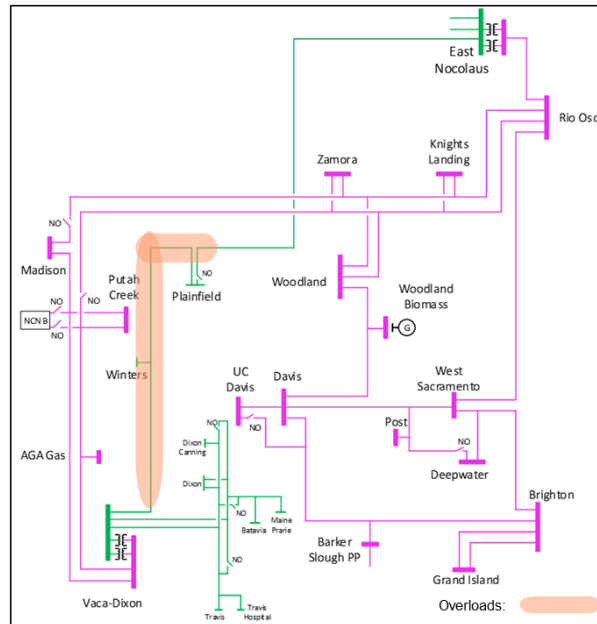 East
Nocolaus
Rio Oso
Knights
Landing
Zamora
NO
Madison
Putah
Creek
NO
Plainfield
Woodland
Woodland
Biomass
G
NO
NCNB
NO
NO
Winters
UC
Davis
Davis
West
Sacramento
NO
Dixon
Canning
NO
Post
NO
Deepwater
AGA Gas
Dixon
NO
Batavia
Maine
Prarie
Brighton
NO
Barker
Slough PP
Grand Island
Vaca-Dixon
Travis
Travis
Hospital
Overloads: